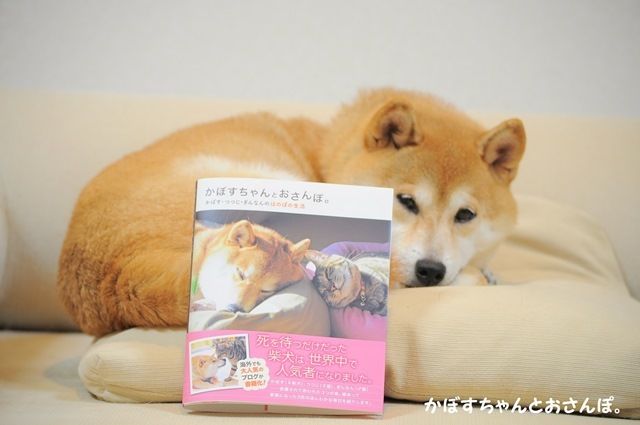 かぼすちゃんとおさんぽ。
かぼす・つつじ・ぎんなんのほのぼの生活
死を待つだけだった
柴犬は、世界中で
人気者になりました。
海外でも
大人気の
ブログが
書籍化!
かぼすちゃんとおさんぽ。